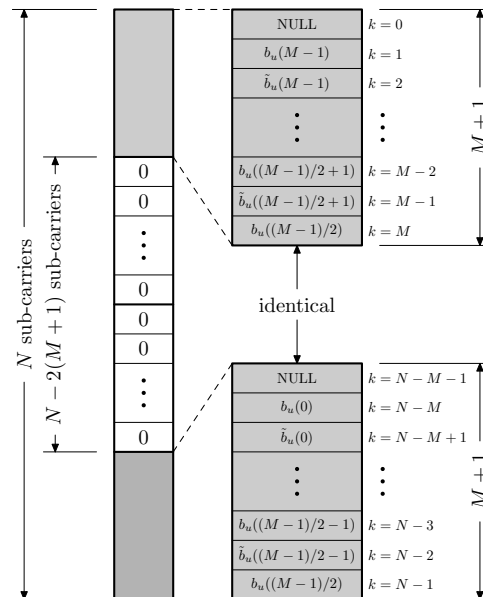 N sub-carriers
N − 2(M + 1) sub-carriers
0
0
⋮
0
0
0
⋮
0
NULL k = 0
b_u(M − 1) k = 1
b̃_u(M − 1) k = 2
⋮ ⋮
b_u((M − 1)/2 + 1) k = M − 2
b̃_u((M − 1)/2 + 1) k = M − 1
b_u((M − 1)/2) k = M
M + 1
identical
NULL k = N − M − 1
b_u(0) k = N − M
b̃_u(0) k = N − M + 1
⋮ ⋮
b_u((M − 1)/2 − 1) k = N − 3
b̃_u((M − 1)/2 − 1) k = N − 2
b_u((M − 1)/2) k = N − 1
M + 1